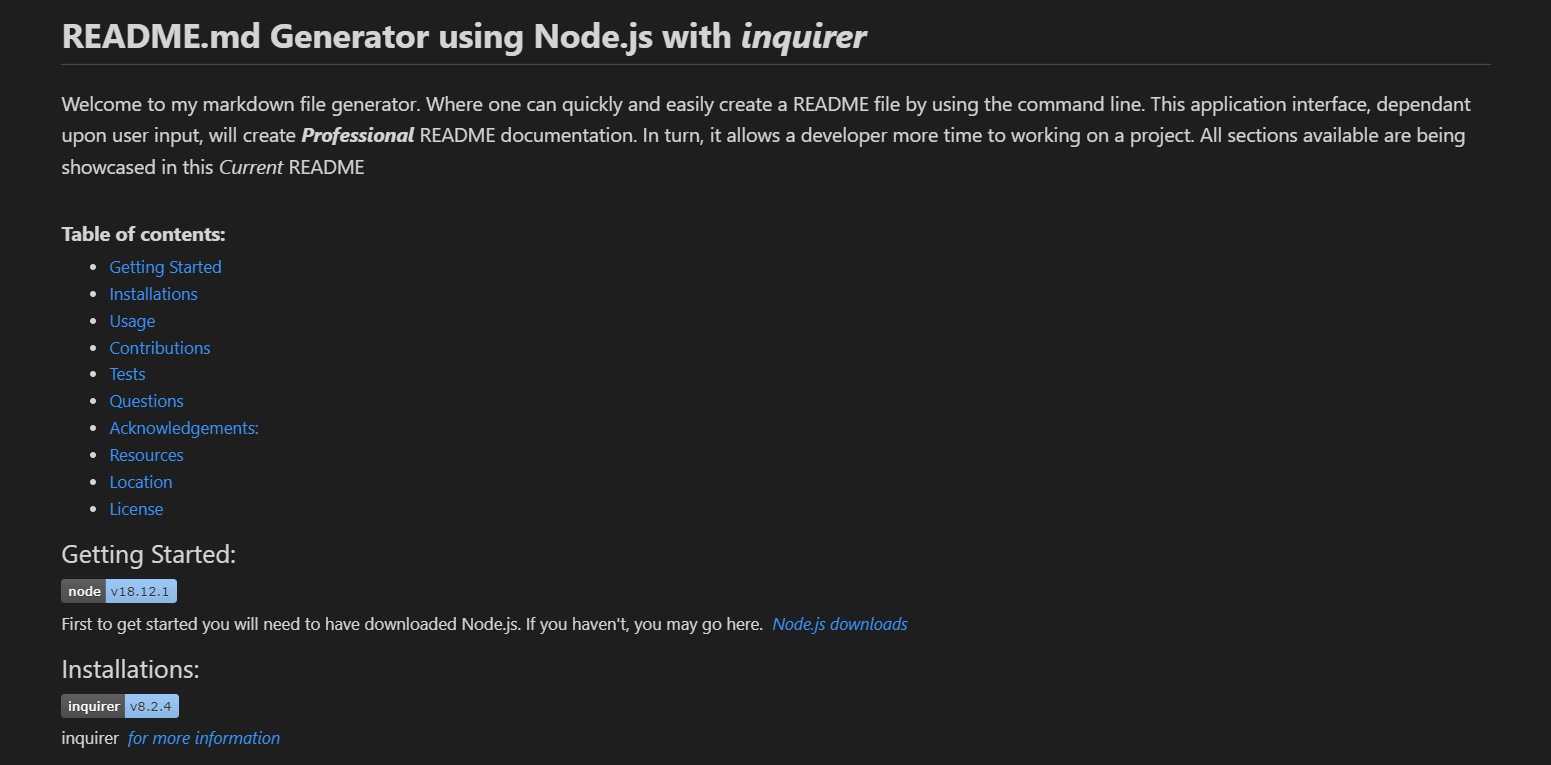 README.md Generator using Node.js with inquirer
Welcome to my markdown file generator. Where one can quickly and easily create a README file by using the command line. This application interface, dependant
upon user input, will create Professional README documentation. In turn, it allows a developer more time to working on a project. All sections available are being
showcased in this Current README
Table of contents:
Getting Started
Installations
Usage
Contributions
Tests
Questions
Acknowledgements:
Resources
Location
License
Getting Started:
node v18.12.1
First to get started you will need to have downloaded Node.js. If you haven't, you may go here. Node.js downloads
Installations:
inquirer v8.2.4
inquirer for more information